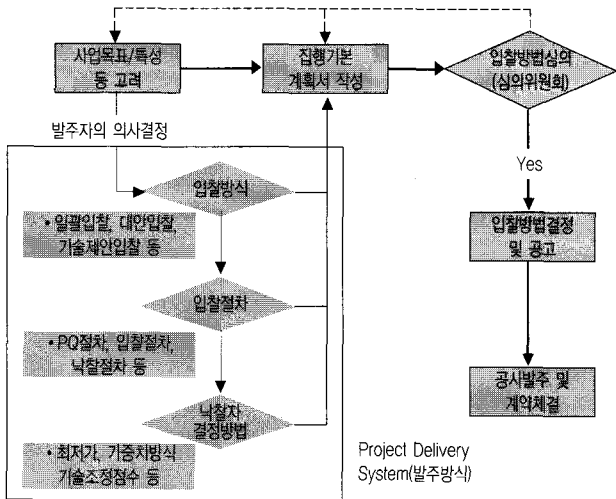 사업목표/특성
등 고려
집행기본
계획서 작성
입찰방법심의
(심의위원회)
발주자의 의사결정
Yes
입찰방식
• 일괄입찰, 대안입찰,
기술제안입찰 등
입찰방법결정
및 공고
입찰절차
• PQ절차, 입찰절차,
낙찰절차 등
공사발주 및
계약체결
낙찰자
결정방법
• 최저가, 가중치방식
기술조정점수 등
Project Delivery
System(발주방식)